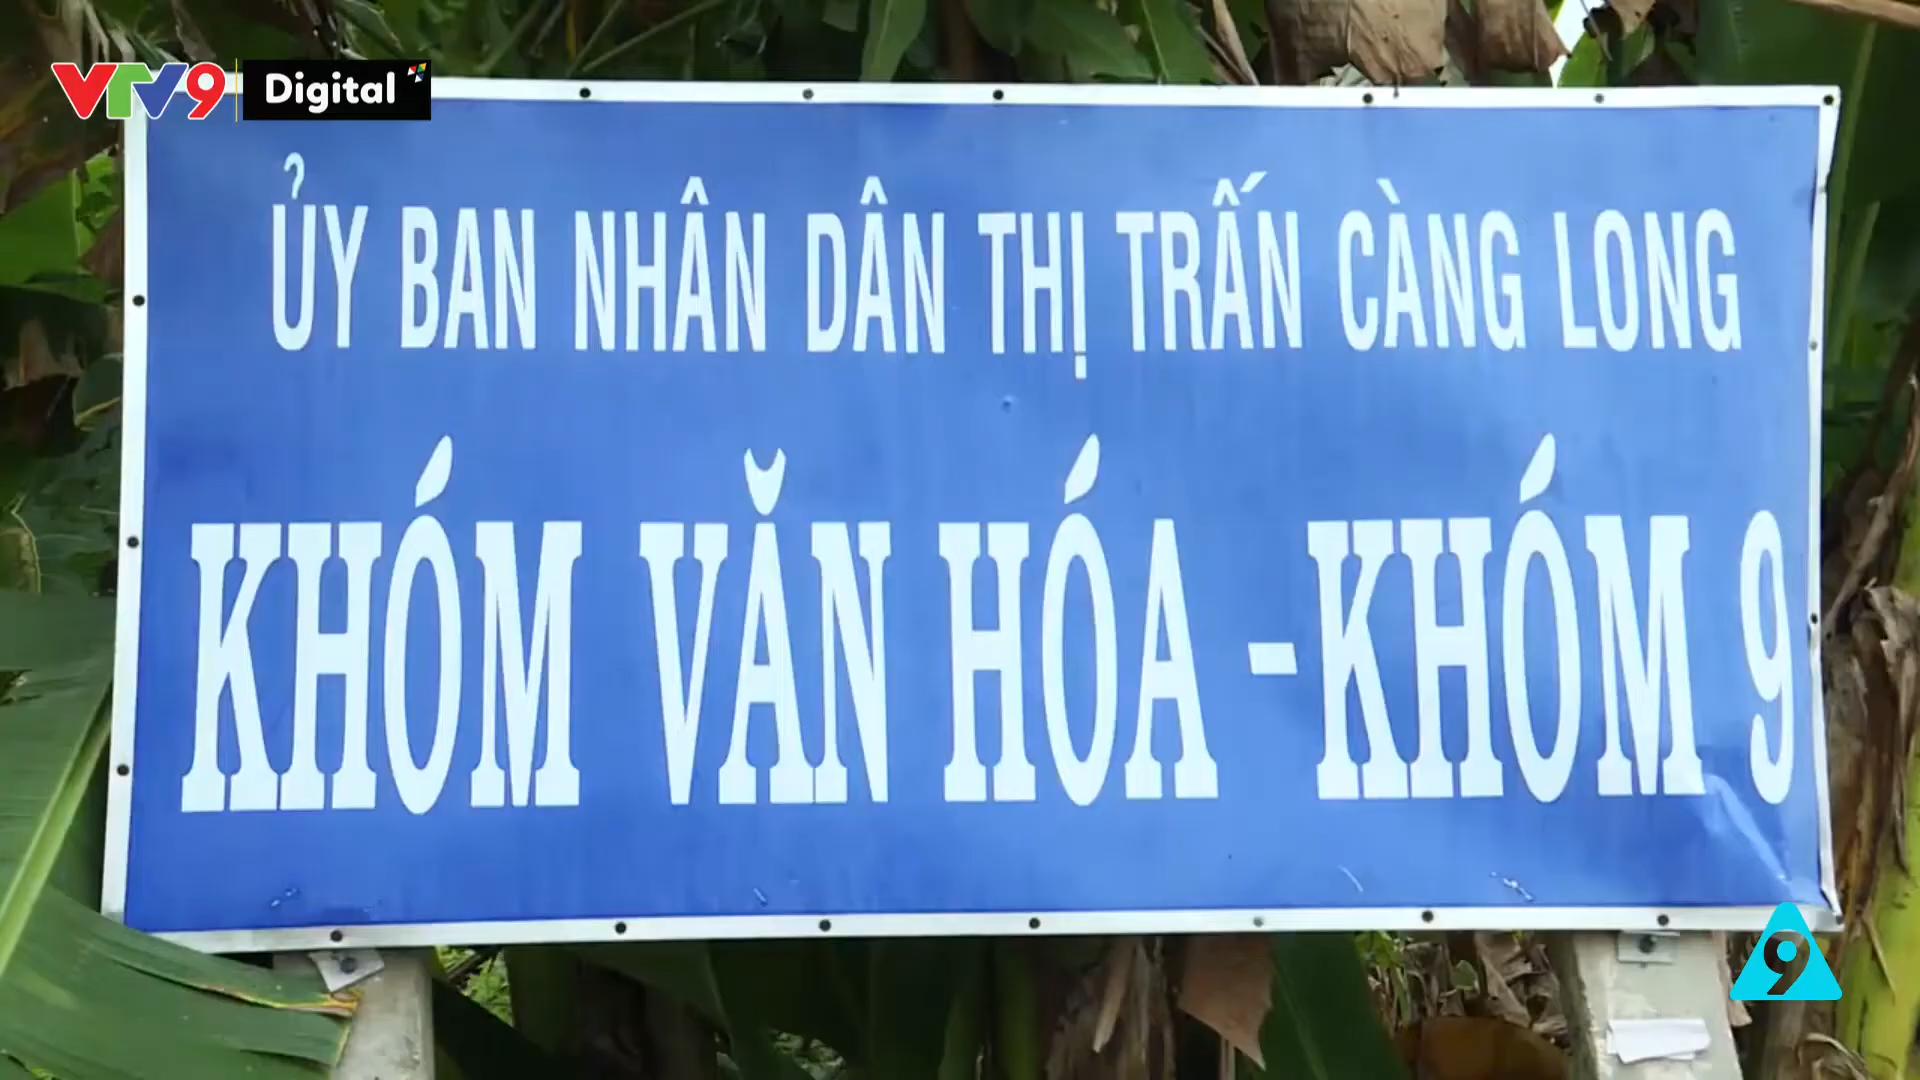 VTV9 Digital
ỦY BAN NHÂN DÂN THỊ TRẤN CÀNG LONG
KHÓM VĂN HÓA - KHÓM 9
9